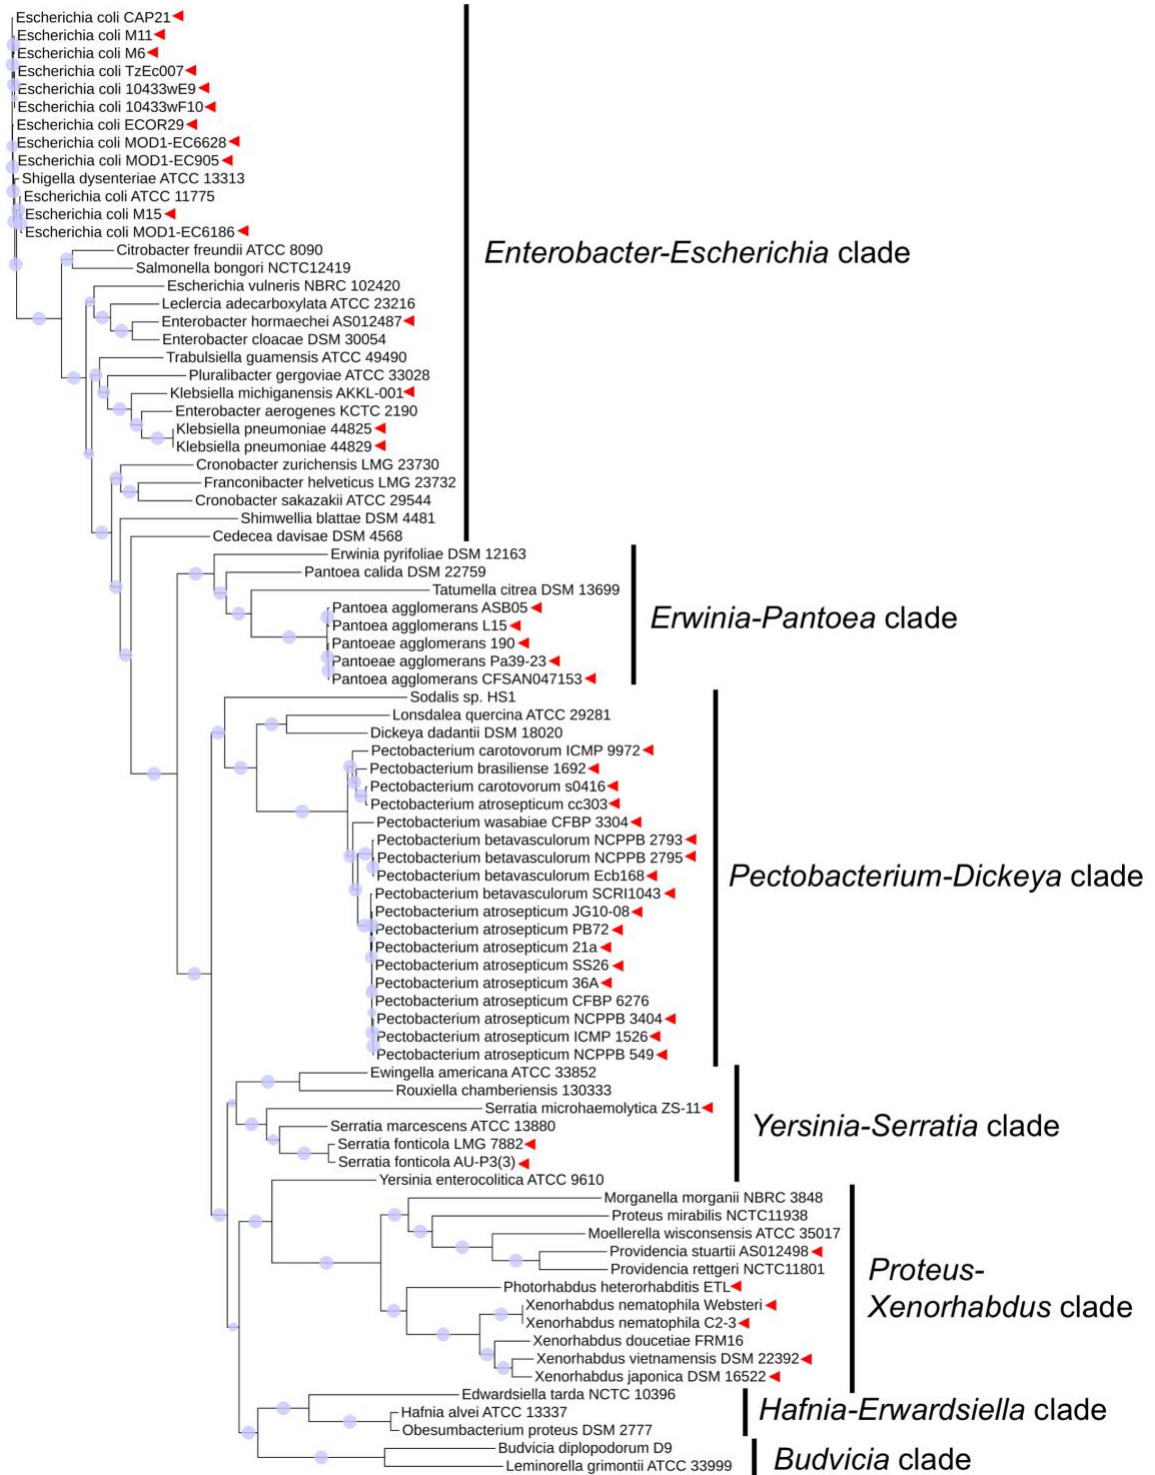 Escherichia coli CAP21
Escherichia coli M11
Escherichia coli M6
Escherichia coli TzEc007
Escherichia coli 10433wE9
Escherichia coli 10433wF10
Escherichia coli ECOR29
Escherichia coli MOD1-EC6628
Escherichia coli MOD1-EC905
Shigella dysenteriae ATCC 13313
Escherichia coli ATCC 11775
Escherichia coli M15
Escherichia coli MOD1-EC6186
Citrobacter freundii ATCC 8090
Salmonella bongori NCTC12419
Escherichia vulneris NBRC 102420
Leclercia adecarboxylata ATCC 23216
Enterobacter hormaechei AS012487
Enterobacter cloacae DSM 30054
Trabulsiella guamensis ATCC 49490
Pluralibacter gergoviae ATCC 33028
Klebsiella michiganensis AKKL-001
Enterobacter aerogenes KCTC 2190
Klebsiella pneumoniae 44825
Klebsiella pneumoniae 44829
Cronobacter zurichensis LMG 23730
Franconibacter helveticus LMG 23732
Cronobacter sakazakii ATCC 29544
Shimwellia blattae DSM 4481
Cedecea davisae DSM 4568
Enterobacter-Escherichia clade
Erwinia pyrifoliae DSM 12163
Pantoea calida DSM 22759
Tatumella citrea DSM 13699
Pantoea agglomerans ASB05
Pantoea agglomerans L15
Pantoeae agglomerans 190
Pantoeae agglomerans Pa39-23
Pantoea agglomerans CFSAN047153
Erwinia-Pantoea clade
Sodalis sp. HS1
Lonsdalea quercina ATCC 29281
Dickeya dadantii DSM 18020
Pectobacterium carotovorum ICMP 9972
Pectobacterium brasiliense 1692
Pectobacterium carotovorum s0416
Pectobacterium atrosepticum cc303
Pectobacterium wasabiae CFBP 3304
Pectobacterium betavasculorum NCPPB 2793
Pectobacterium betavasculorum NCPPB 2795
Pectobacterium betavasculorum Ecb168
Pectobacterium betavasculorum SCRI1043
Pectobacterium atrosepticum JG10-08
Pectobacterium atrosepticum PB72
Pectobacterium atrosepticum 21a
Pectobacterium atrosepticum SS26
Pectobacterium atrosepticum 36A
Pectobacterium atrosepticum CFBP 6276
Pectobacterium atrosepticum NCPPB 3404
Pectobacterium atrosepticum ICMP 1526
Pectobacterium atrosepticum NCPPB 549
Pectobacterium-Dickeya clade
Ewingella americana ATCC 33852
Rouxiella chamberiensis 130333
Serratia microhaemolytica ZS-11
Serratia marcescens ATCC 13880
Serratia fonticola LMG 7882
Serratia fonticola AU-P3(3)
Yersinia enterocolitica ATCC 9610
Yersinia-Serratia clade
Morganella morganii NBRC 3848
Proteus mirabilis NCTC11938
Moellerella wisconsensis ATCC 35017
Providencia stuartii AS012498
Providencia rettgeri NCTC11801
Photorhabdus heterorhabditis ETL
Xenorhabdus nematophila Websteri
Xenorhabdus nematophila C2-3
Xenorhabdus doucetiae FRM16
Xenorhabdus vietnamensis DSM 22392
Xenorhabdus japonica DSM 16522
Proteus-
Xenorhabdus clade
Edwardsiella tarda NCTC 10396
Hafnia alvei ATCC 13337
Obesumbacterium proteus DSM 2777
Hafnia-Erwardsiella clade
Budvicia diplopodorum D9
Leminorella grimontii ATCC 33999
Budvicia clade